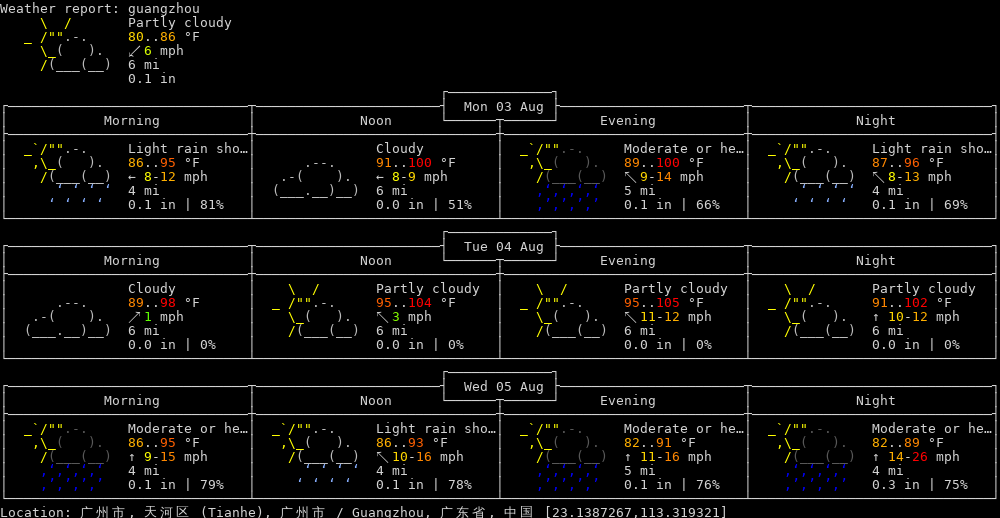 Weather report: guangzhou
Partly cloudy
80..86 °F
↙ 6 mph
6 mi
0.1 in
Mon 03 Aug
Morning Noon Evening Night
Light rain sho… Cloudy Moderate or he… Light rain sho…
86..95 °F 91..100 °F 89..100 °F 87..96 °F
← 8-12 mph ← 8-9 mph ↖ 9-14 mph ↖ 8-13 mph
4 mi 6 mi 5 mi 4 mi
0.1 in | 81% 0.0 in | 51% 0.1 in | 66% 0.1 in | 69%
Tue 04 Aug
Morning Noon Evening Night
Cloudy Partly cloudy Partly cloudy Partly cloudy
89..98 °F 95..104 °F 95..105 °F 91..102 °F
↗ 1 mph ↖ 3 mph ↖ 11-12 mph ↑ 10-12 mph
6 mi 6 mi 6 mi 6 mi
0.0 in | 0% 0.0 in | 0% 0.0 in | 0% 0.0 in | 0%
Wed 05 Aug
Morning Noon Evening Night
Moderate or he… Light rain sho… Moderate or he… Moderate or he…
86..95 °F 86..93 °F 82..91 °F 82..89 °F
↑ 9-15 mph ↖ 10-16 mph ↑ 11-16 mph ↑ 14-26 mph
4 mi 4 mi 5 mi 4 mi
0.1 in | 79% 0.1 in | 78% 0.1 in | 76% 0.3 in | 75%
Location: 广州市, 天河区 (Tianhe), 广州市 / Guangzhou, 广东省, 中国 [23.1387267,113.319321]